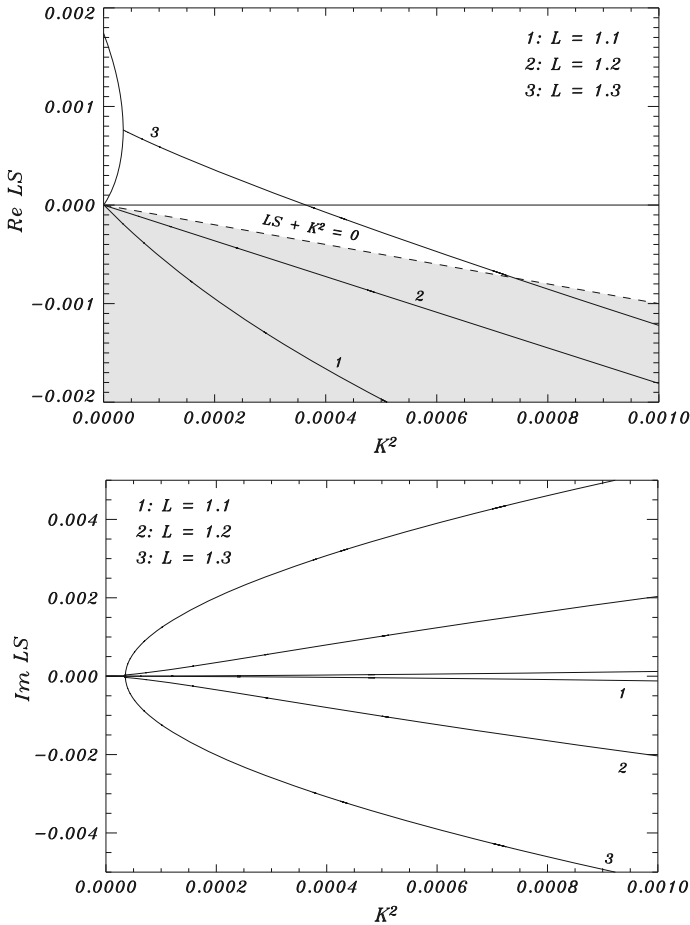 0.002
1: L = 1.1
2: L = 1.2
3: L = 1.3
0.001
3
Re LS
0.000
LS + K² = 0
2
−0.001
1
−0.002
0.0000 0.0002 0.0004 0.0006 0.0008 0.0010
K²
1: L = 1.1
0.004
2: L = 1.2
3: L = 1.3
0.002
Im LS
0.000
1
−0.002
2
−0.004
3
0.0000 0.0002 0.0004 0.0006 0.0008 0.0010
K²